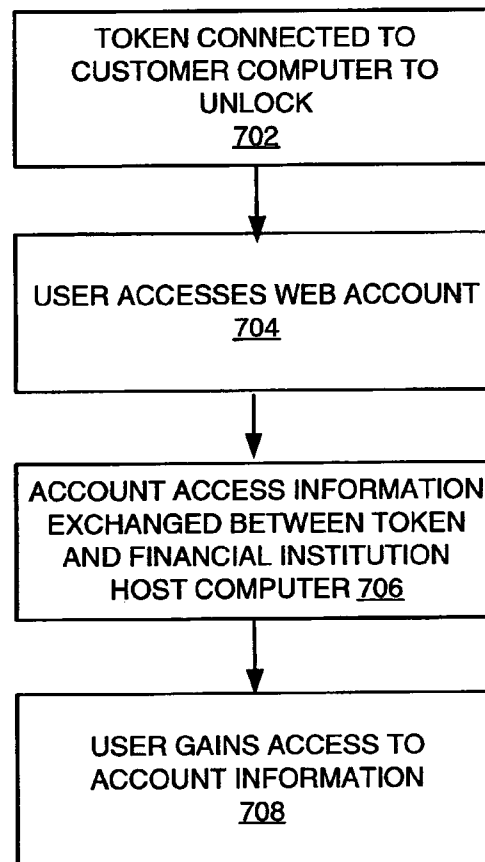 TOKEN CONNECTED TO
CUSTOMER COMPUTER TO
UNLOCK
702
USER ACCESSES WEB ACCOUNT
704
ACCOUNT ACCESS INFORMATION
EXCHANGED BETWEEN TOKEN
AND FINANCIAL INSTITUTION
HOST COMPUTER 706
USER GAINS ACCESS TO
ACCOUNT INFORMATION
708